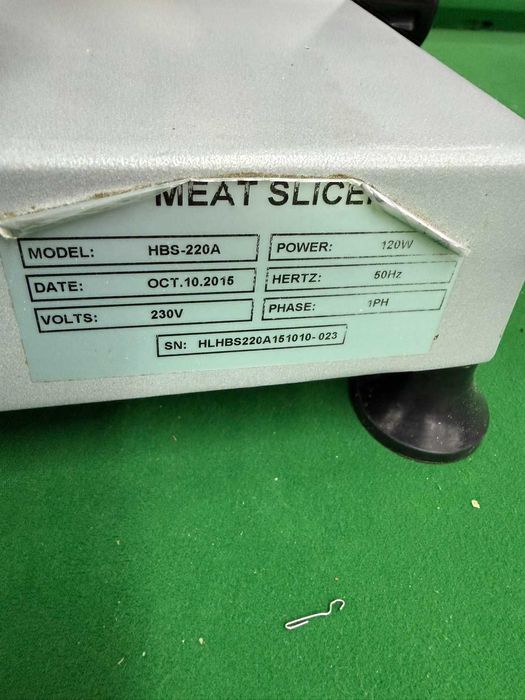 MEAT SLICER
MODEL: HBS-220A POWER: 120W
DATE: OCT.10.2015 HERTZ: 50Hz
VOLTS: 230V PHASE: 1PH
SN: HLHBS220A151010-023